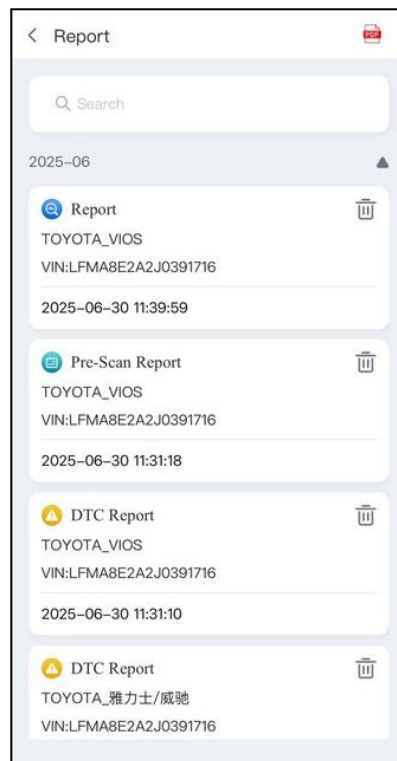 Report
PDF
Search
2025-06
Report
TOYOTA_VIOS
VIN:LFMA8E2A2J0391716
2025-06-30 11:39:59
Pre-Scan Report
TOYOTA_VIOS
VIN:LFMA8E2A2J0391716
2025-06-30 11:31:18
DTC Report
TOYOTA_VIOS
VIN:LFMA8E2A2J0391716
2025-06-30 11:31:10
DTC Report
TOYOTA_雅力士/威驰
VIN:LFMA8E2A2J0391716